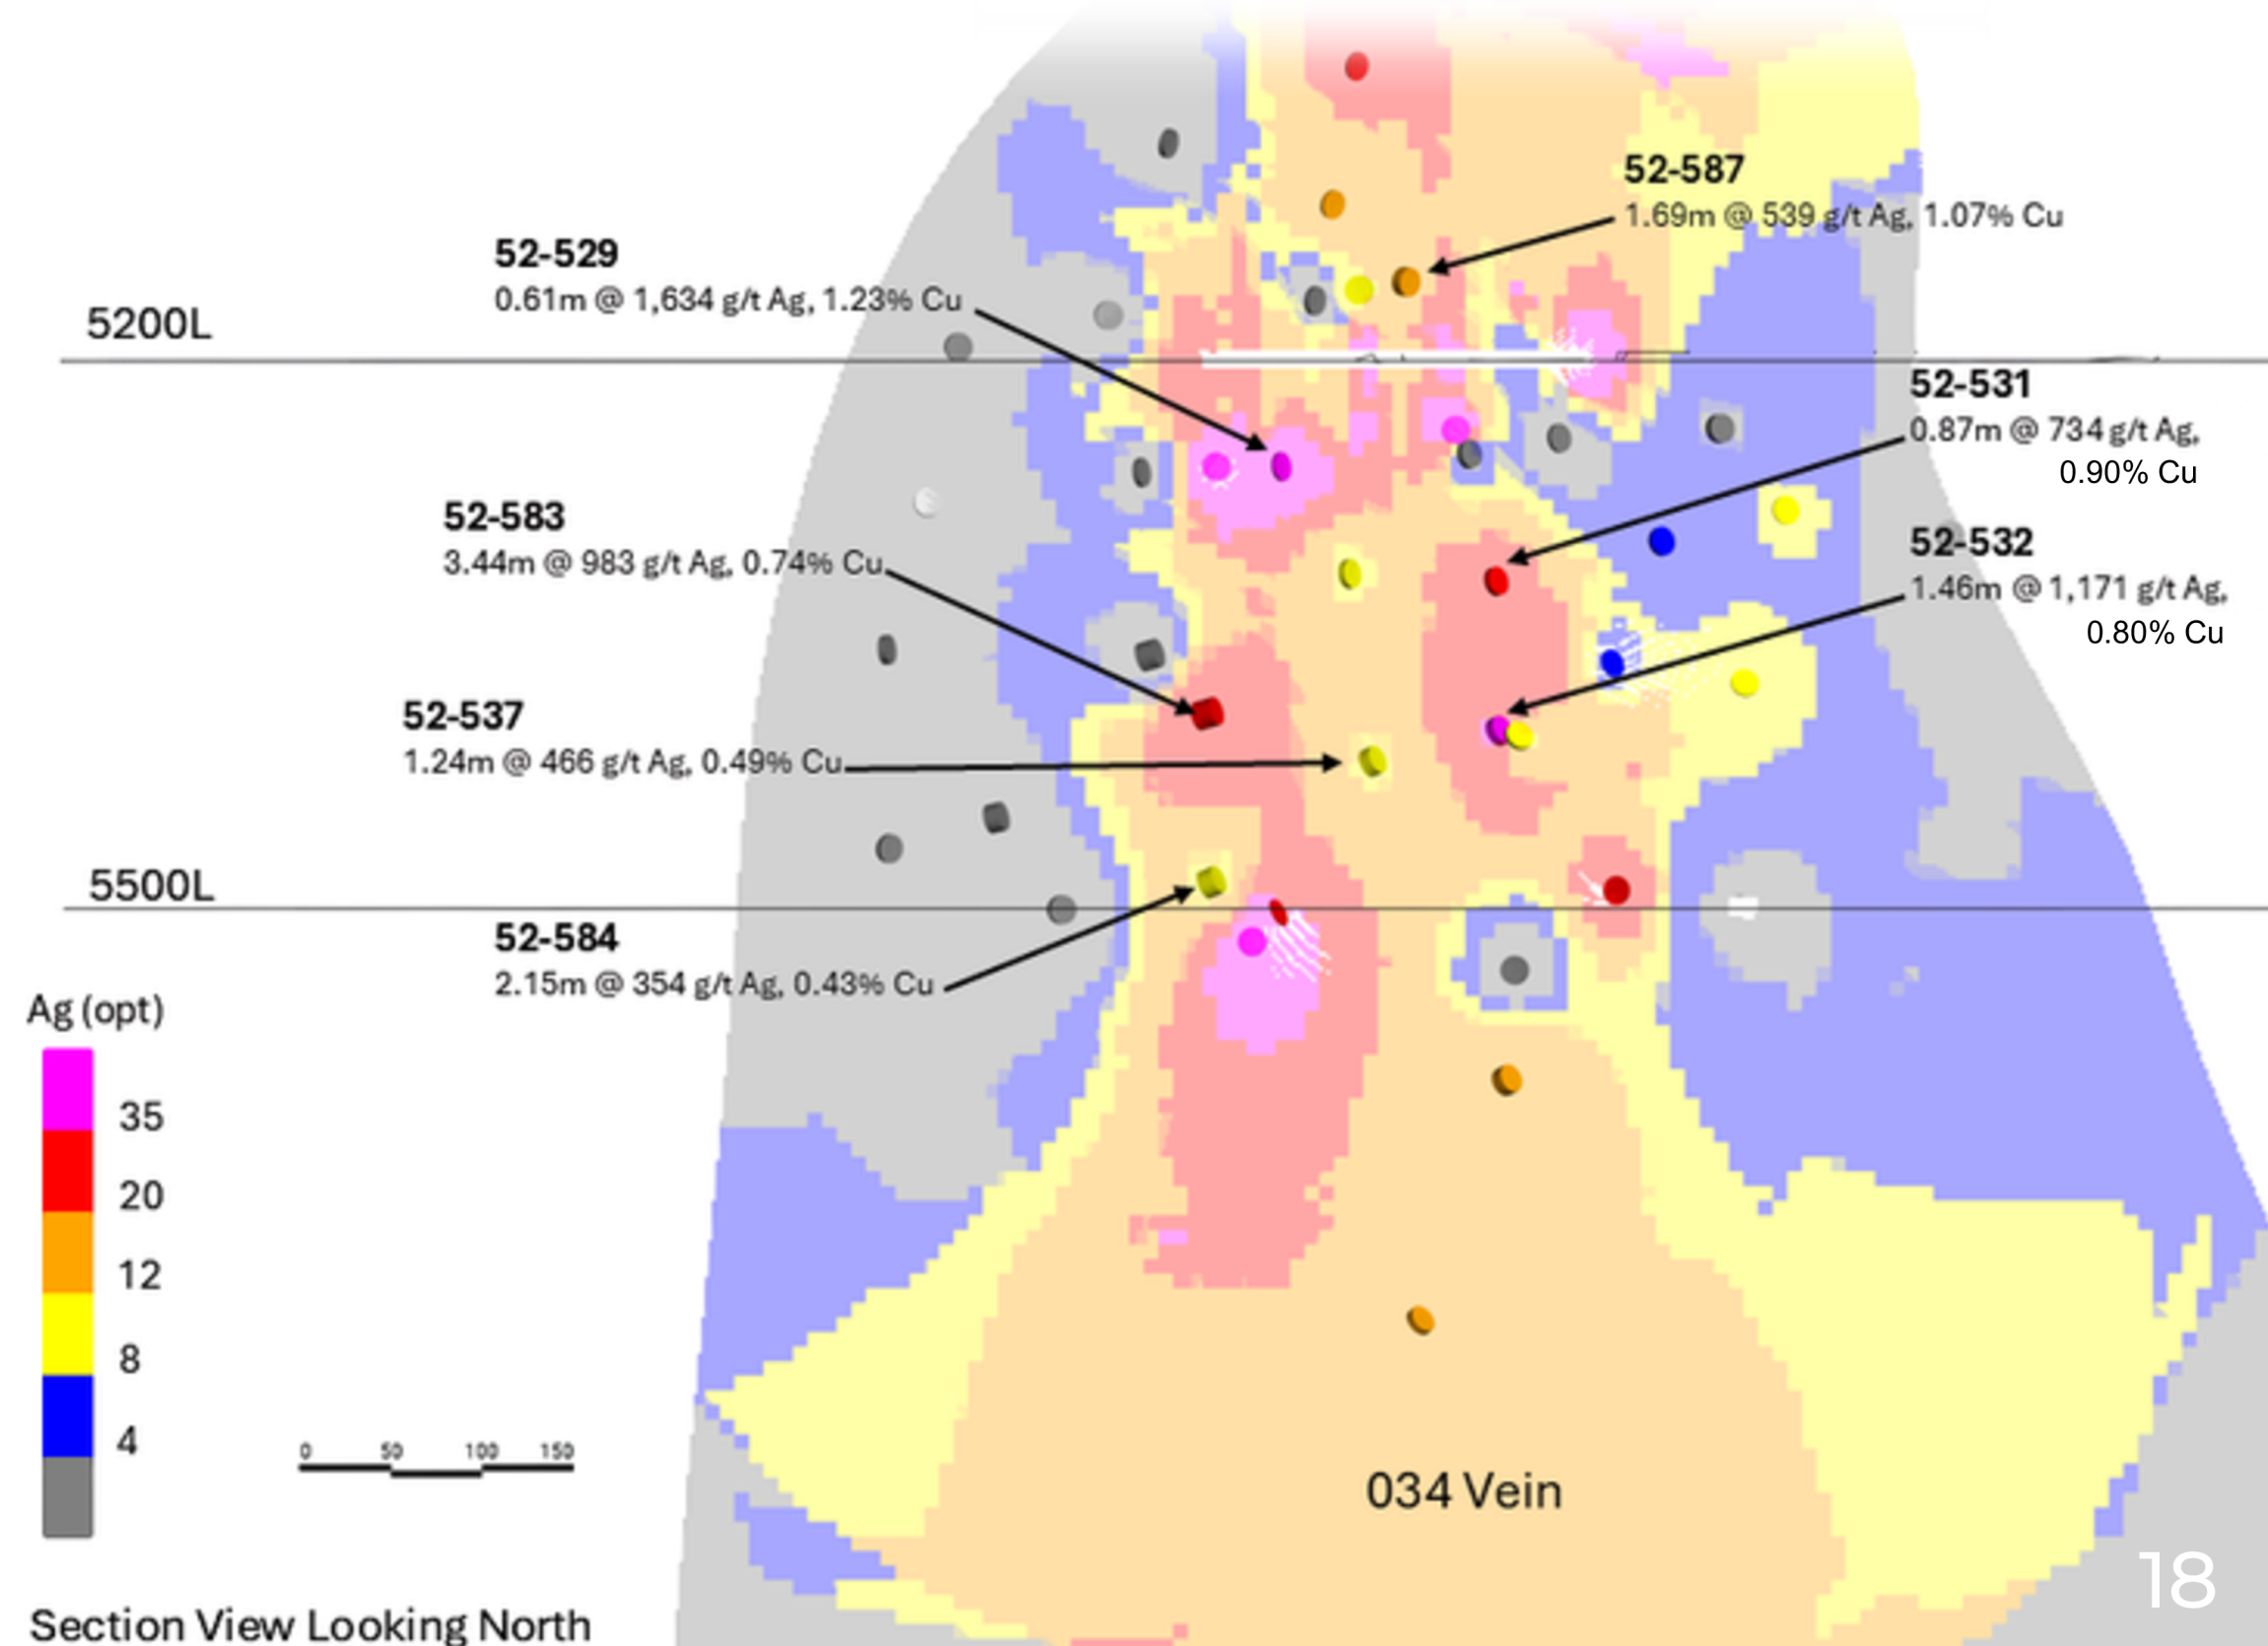 52-587
1.69m @ 539 g/t Ag, 1.07% Cu
52-529
0.61m @ 1,634 g/t Ag, 1.23% Cu
5200L
52-531
0.87m @ 734 g/t Ag,
0.90% Cu
52-583
3.44m @ 983 g/t Ag, 0.74% Cu
52-532
1.46m @ 1,171 g/t Ag,
0.80% Cu
52-537
1.24m @ 466 g/t Ag, 0.49% Cu
5500L
52-584
2.15m @ 354 g/t Ag, 0.43% Cu
Ag (opt)
35
20
12
8
4
0 50 100 150
034 Vein
18
Section View Looking North